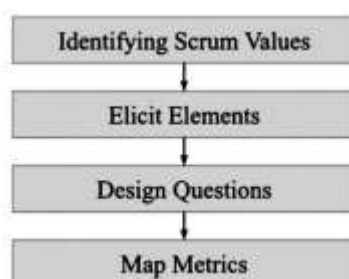 Identifying Scrum Values
Elicit Elements
Design Questions
Map Metrics